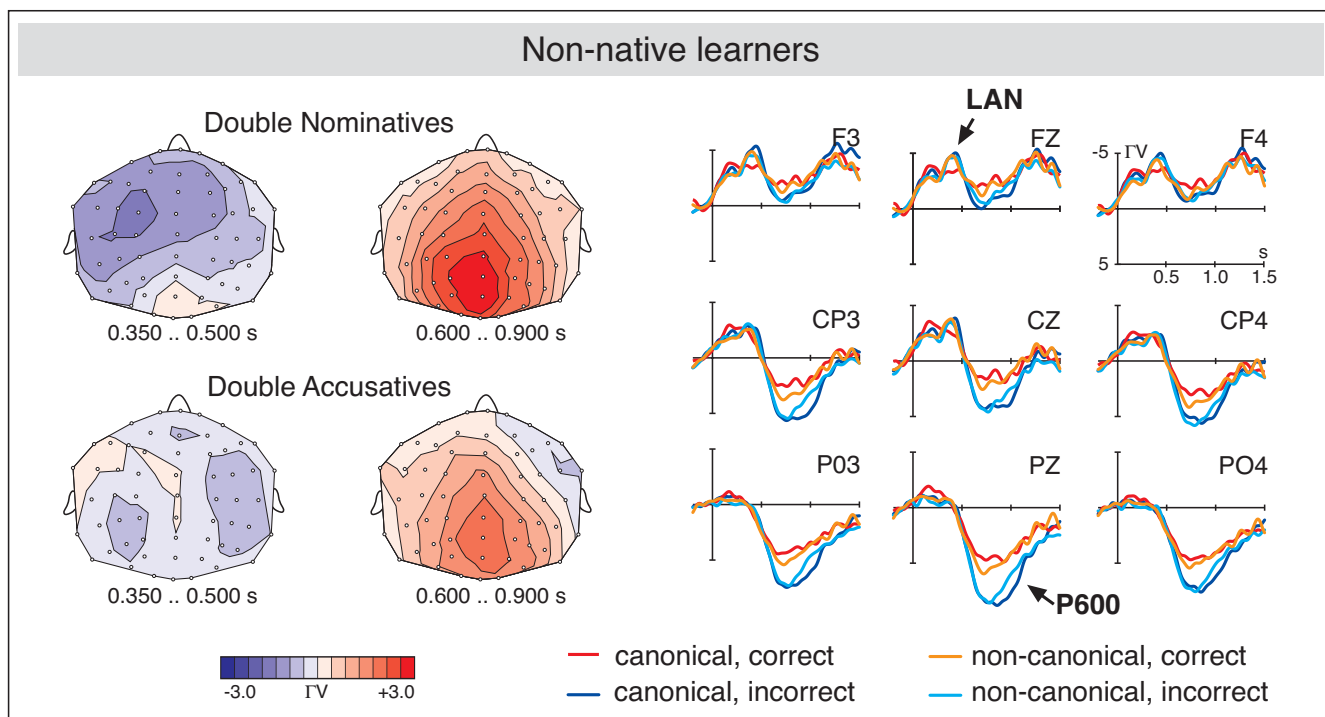 Non-native learners
Double Nominatives
0.350 .. 0.500 s
0.600 .. 0.900 s
Double Accusatives
0.350 .. 0.500 s
0.600 .. 0.900 s
-3.0 ΓV +3.0
LAN
F3
FZ
F4
-5 ΓV
5
s
0.5 1.0 1.5
CP3
CZ
CP4
P03
PZ
PO4
P600
canonical, correct
non-canonical, correct
canonical, incorrect
non-canonical, incorrect